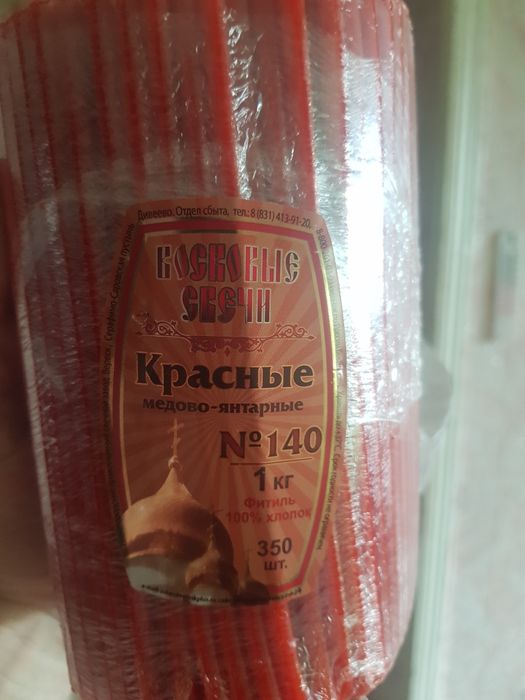 Дивеево. Отдел сбыта, тел.: 8 (831) 413-91-20,
ВОСКОВЫЕ
СВЕЧИ
Красные
медово-янтарные
№140
1 кг
Фитиль
100% хлопок
350
шт.